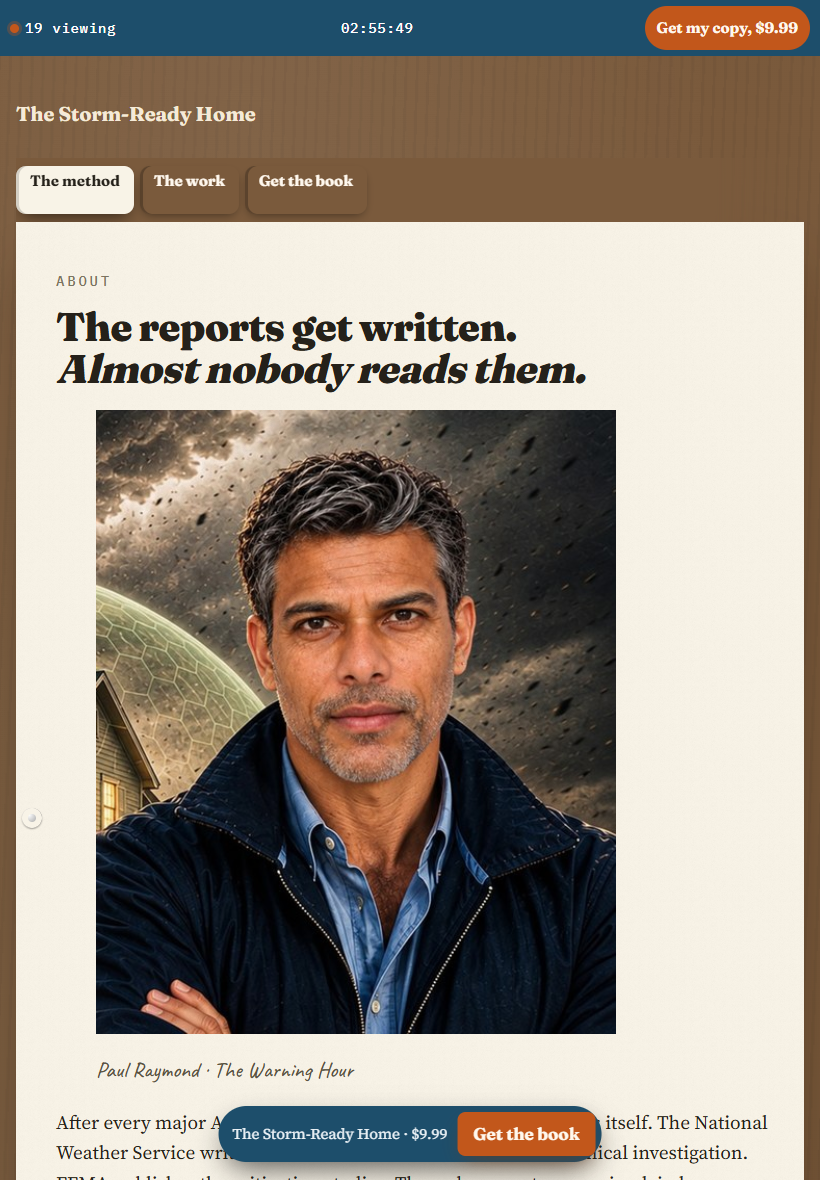 19 viewing
02:55:49
Get my copy, $9.99
The Storm-Ready Home
The method
The work
Get the book
ABOUT
The reports get written.
Almost nobody reads them.
Paul Raymond · The Warning Hour
After every major
itself. The National
Weather Service
investigation.
The Storm-Ready Home · $9.99
Get the book